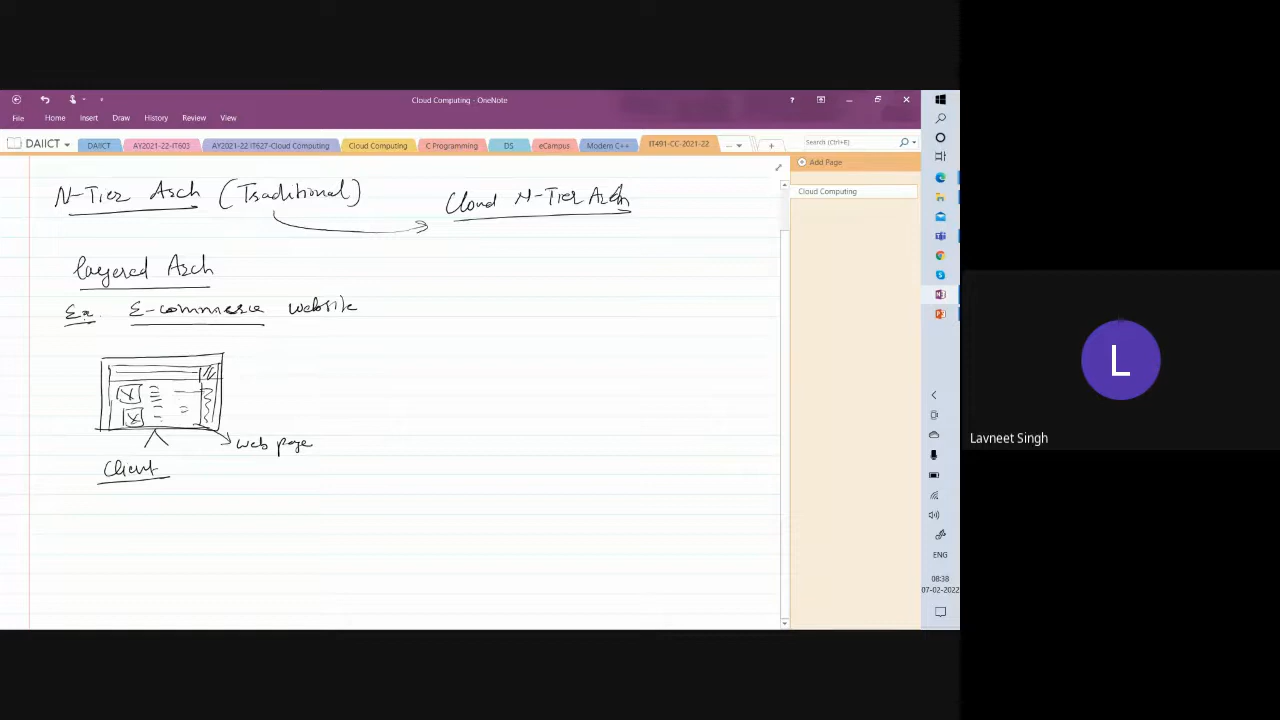 Cloud Computing - OneNote
?
File Home Insert Draw History Review View
DAIICT DAIICT AY2021-22-IT603 AY2021-22 IT627-Cloud Computing Cloud Computing C Programming DS eCampus Modern C++ IT491-CC-2021-22 ... + Search (Ctrl+E)
Add Page
Cloud Computing
N-Tier Arch (Traditional)
Cloud N-Tier Arch
Layered Arch
Ex. E-commerce website
web page
Client
L
Lavneet Singh
ENG
08:38
07-02-2022